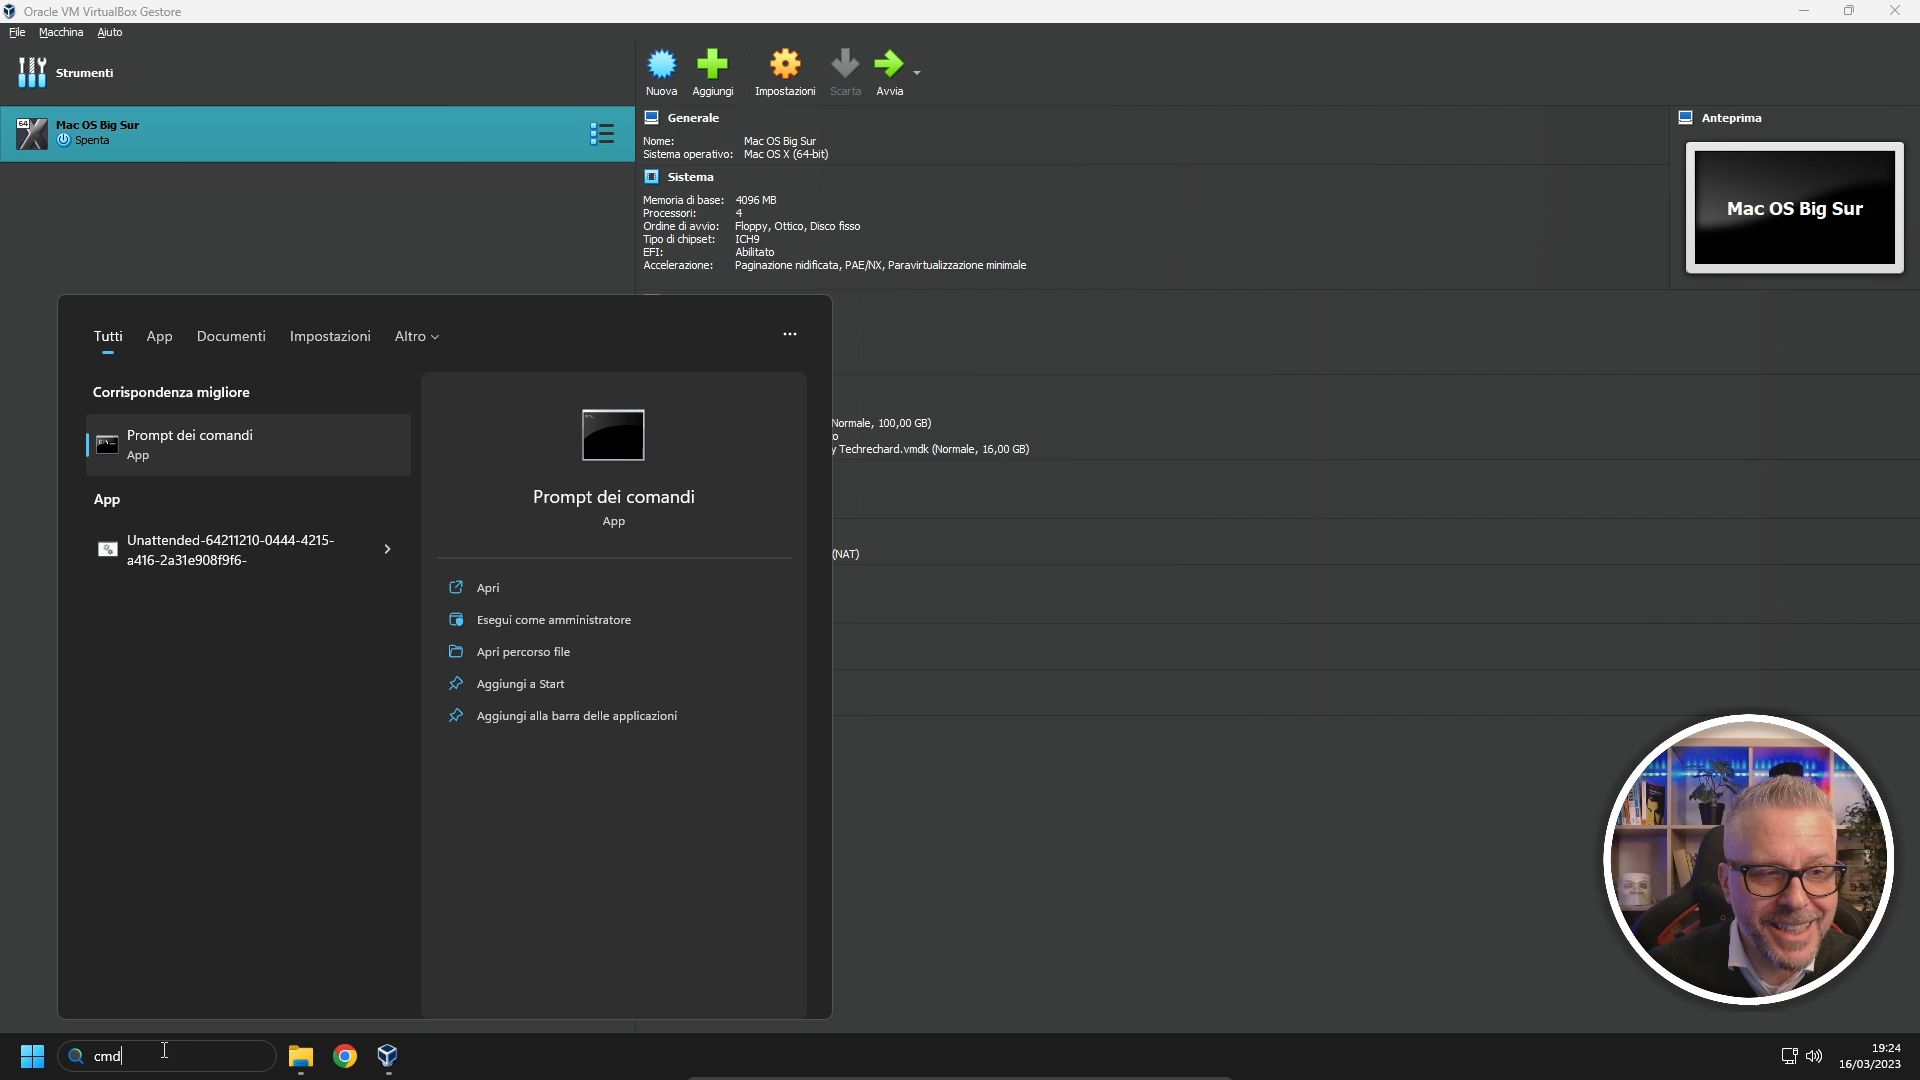 Oracle VM VirtualBox Gestore
File Macchina Aiuto
Strumenti
Nuova Aggiungi Impostazioni Scarta Avvia
64
Mac OS Big Sur
Spenta
Generale
Nome: Mac OS Big Sur
Sistema operativo: Mac OS X (64-bit)
Sistema
Memoria di base: 4096 MB
Processori: 4
Ordine di avvio: Floppy, Ottico, Disco fisso
Tipo di chipset: ICH9
EFI: Abilitato
Accelerazione: Paginazione nidificata, PAE/NX, Paravirtualizzazione minimale
Anteprima
Mac OS Big Sur
Normale, 100,00 GB)
o
y Techrechard.vmdk (Normale, 16,00 GB)
(NAT)
Tutti App Documenti Impostazioni Altro
Corrispondenza migliore
Prompt dei comandi
App
App
Unattended-64211210-0444-4215-
a416-2a31e908f9f6-
Prompt dei comandi
App
Apri
Esegui come amministratore
Apri percorso file
Aggiungi a Start
Aggiungi alla barra delle applicazioni
cmd
19:24
16/03/2023